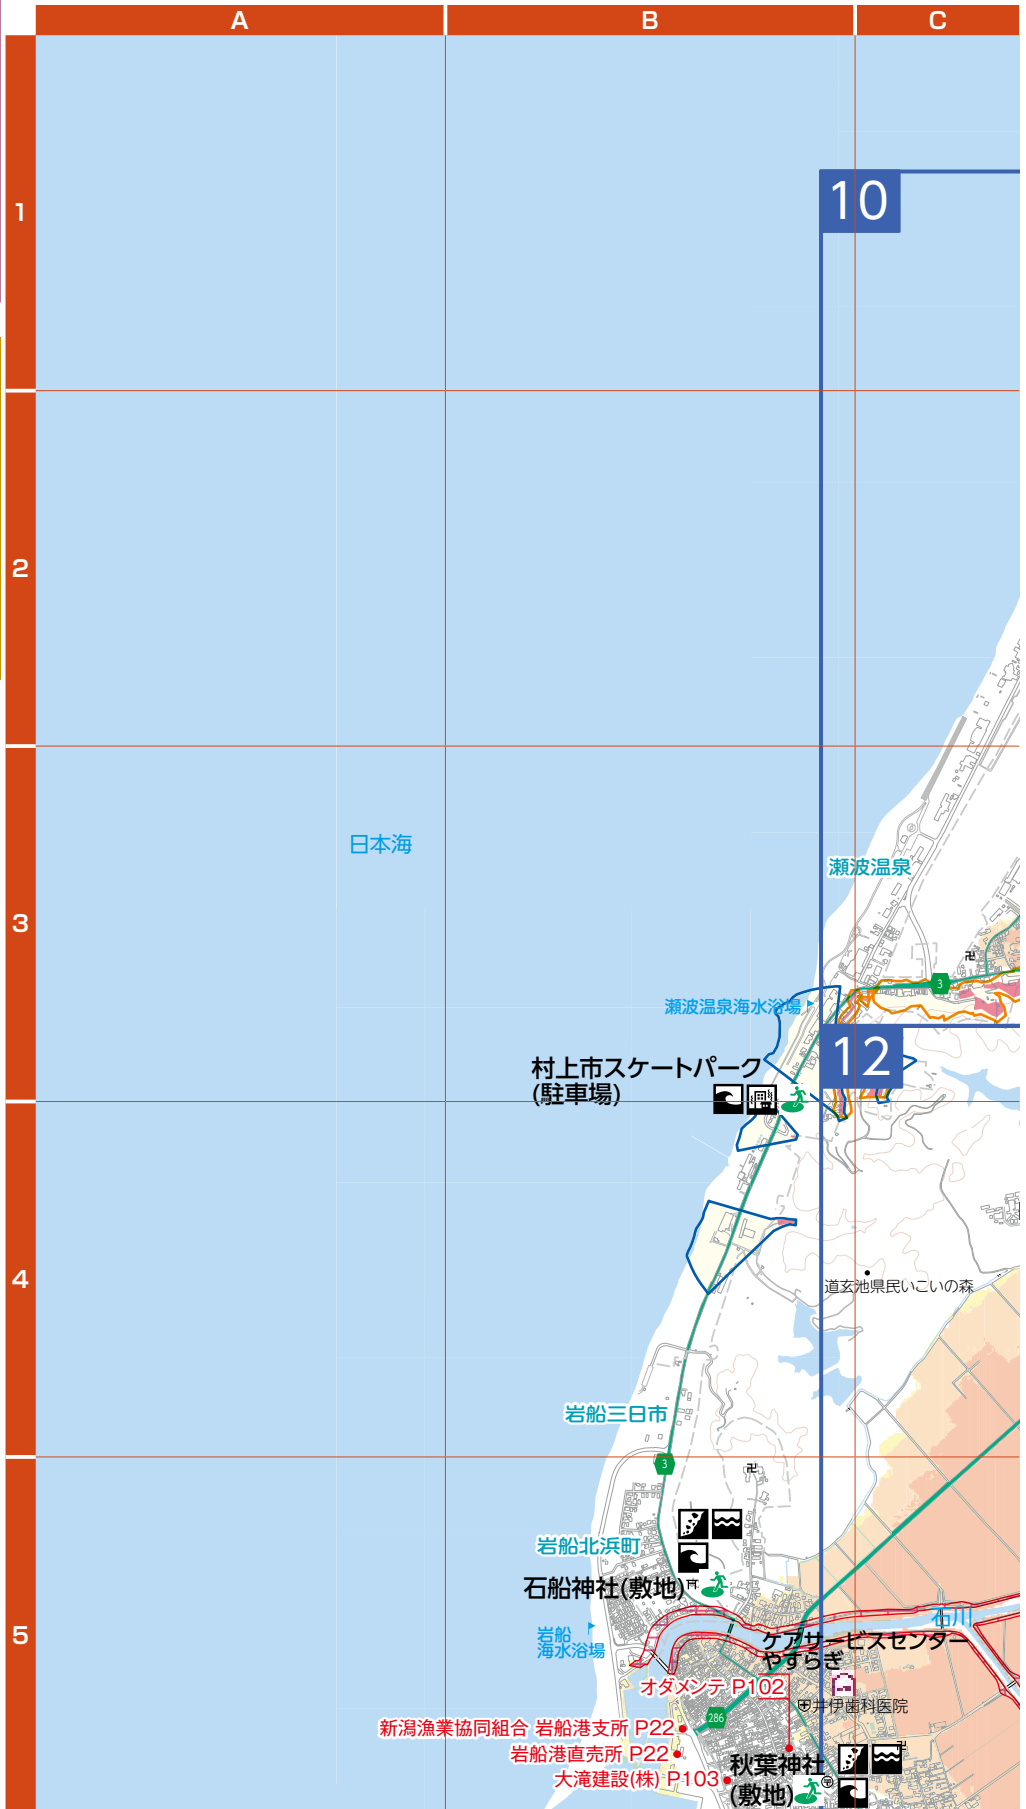 A
B
C
1
10
2
日本海
瀬波温泉
3
3
瀬波温泉海水浴場
12
村上市スケートパーク
(駐車場)
4
道玄池県民いこいの森
岩船三日市
3
岩船北浜町
石船神社(敷地)
石川
5
岩船
海水浴場
ケアサービスセンター
やすらぎ
オダメンテ P102
井伊歯科医院
286
新潟漁業協同組合 岩船港支所 P22
岩船港直売所 P22
大滝建設(株) P103
秋葉神社
(敷地)